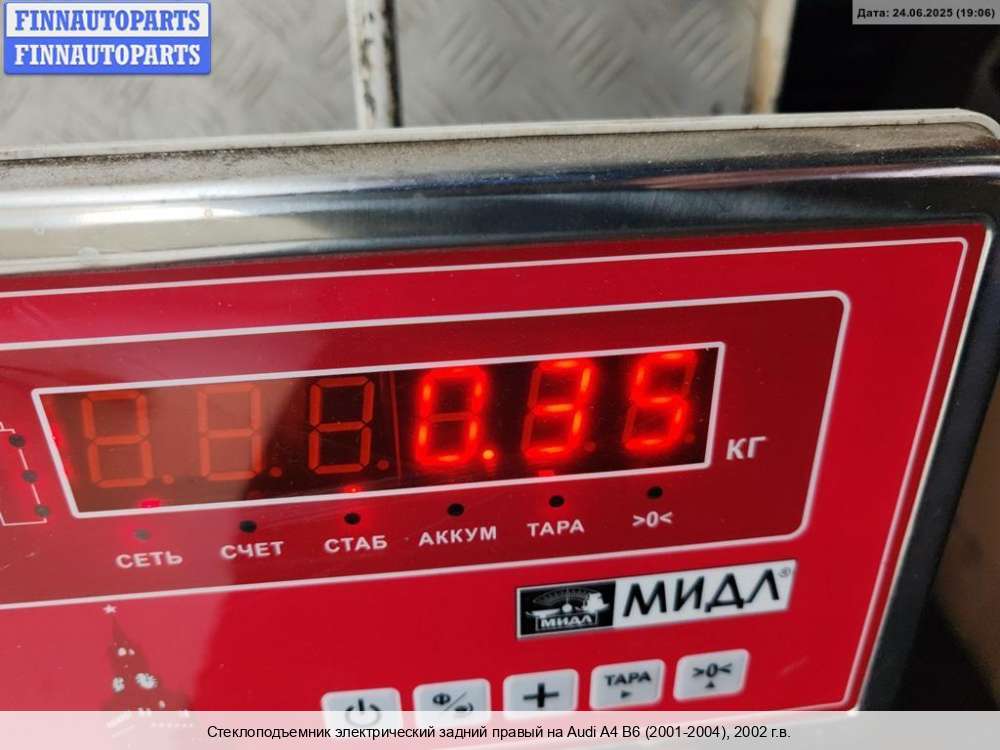 FINNAUTOPARTS
FINNAUTOPARTS
Дата: 24.06.2025 (19:06)
0.35
КГ
СЕТЬ СЧЕТ СТАБ АККУМ ТАРА >0<
МИДЛ МИДЛ®
Ф/ + ТАРА >0<
Стеклоподъемник электрический задний правый на Audi A4 B6 (2001-2004), 2002 г.в.